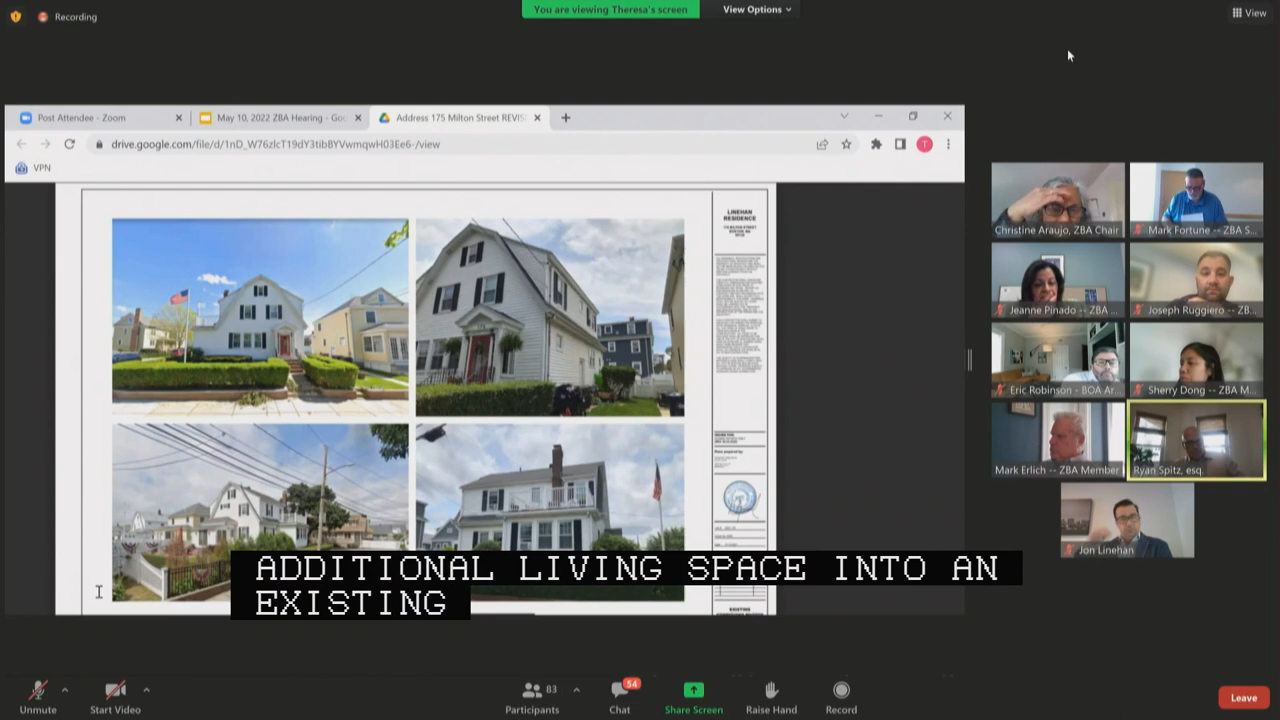 Recording
You are viewing Theresa's screen
View Options
View
Post Attendee - Zoom
May 10, 2022 ZBA Hearing - Go
Address 175 Milton Street REVIS
drive.google.com/file/d/1nD_W76zlcT19dY3tibBYVwmqwH03Ee6-/view
T
VPN
LINEHAN
RESIDENCE
Christine Araujo, ZBA Chair
Mark Fortune -- ZBA S...
Jeanne Pinado -- ZBA ...
Joseph Ruggiero -- ZB...
Eric Robinson - BOA Ar...
Sherry Dong -- ZBA M...
Mark Erlich -- ZBA Member
Ryan Spitz, esq.
Jon Linehan
EXISTING
ADDITIONAL LIVING SPACE INTO AN
EXISTING
Unmute
Start Video
83
Participants
54
Chat
Share Screen
Raise Hand
Record
Leave